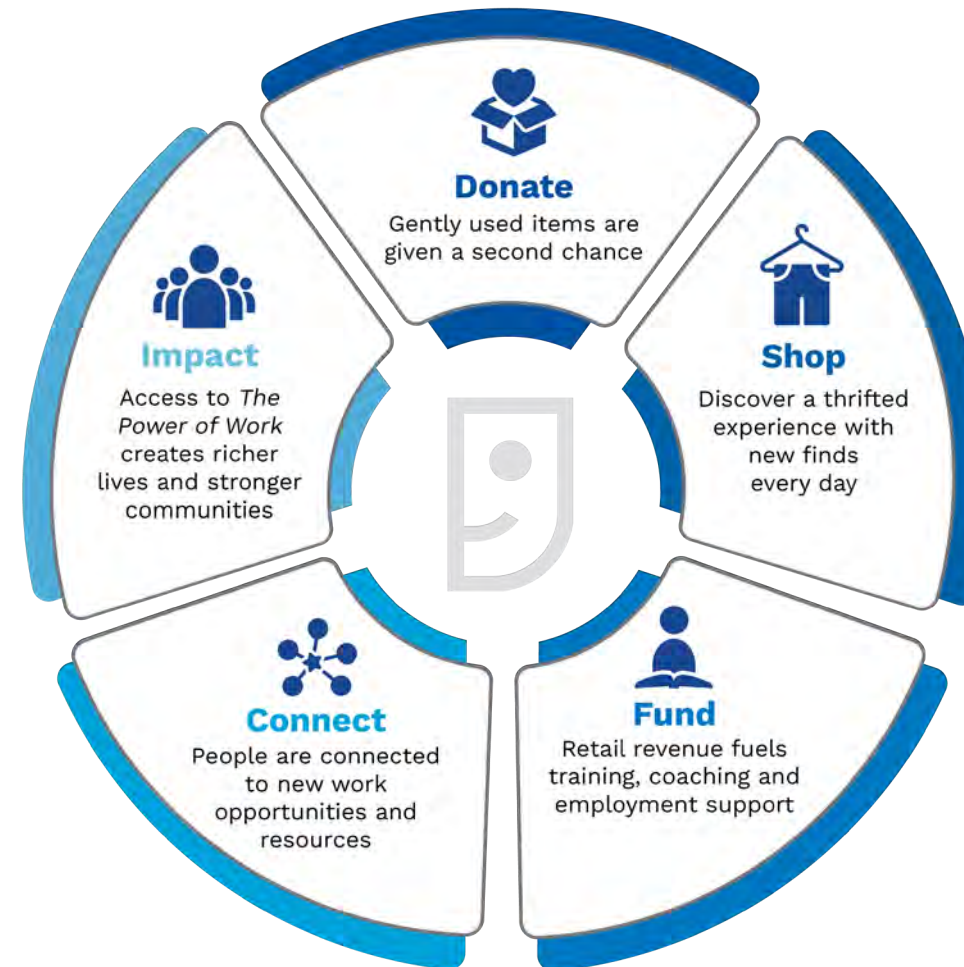 Donate
Gently used items are
given a second chance
Shop
Discover a thrifted
experience with
new finds
every day
Fund
Retail revenue fuels
training, coaching and
employment support
Connect
People are connected
to new work
opportunities and
resources
Impact
Access to The
Power of Work
creates richer
lives and stronger
communities